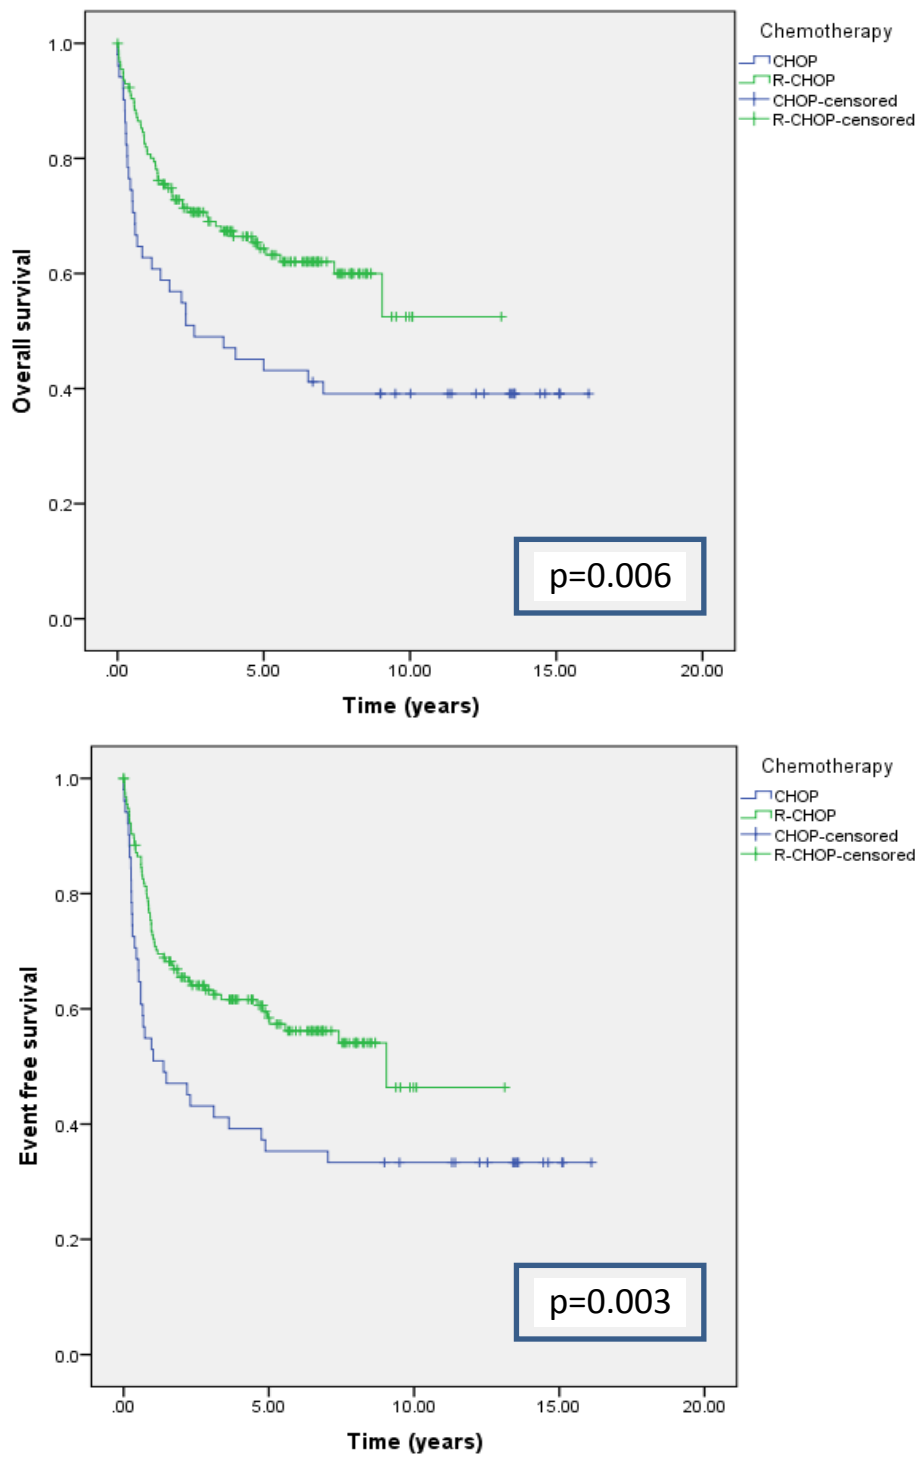 Chemotherapy
CHOP
R-CHOP
CHOP-censored
R-CHOP-censored
1.0
0.8
0.6
0.4
0.2
0.0
Overall survival
p=0.006
.00 5.00 10.00 15.00 20.00
Time (years)
Chemotherapy
CHOP
R-CHOP
CHOP-censored
R-CHOP-censored
1.0
0.8
0.6
0.4
0.2
0.0
Event free survival
p=0.003
.00 5.00 10.00 15.00 20.00
Time (years)